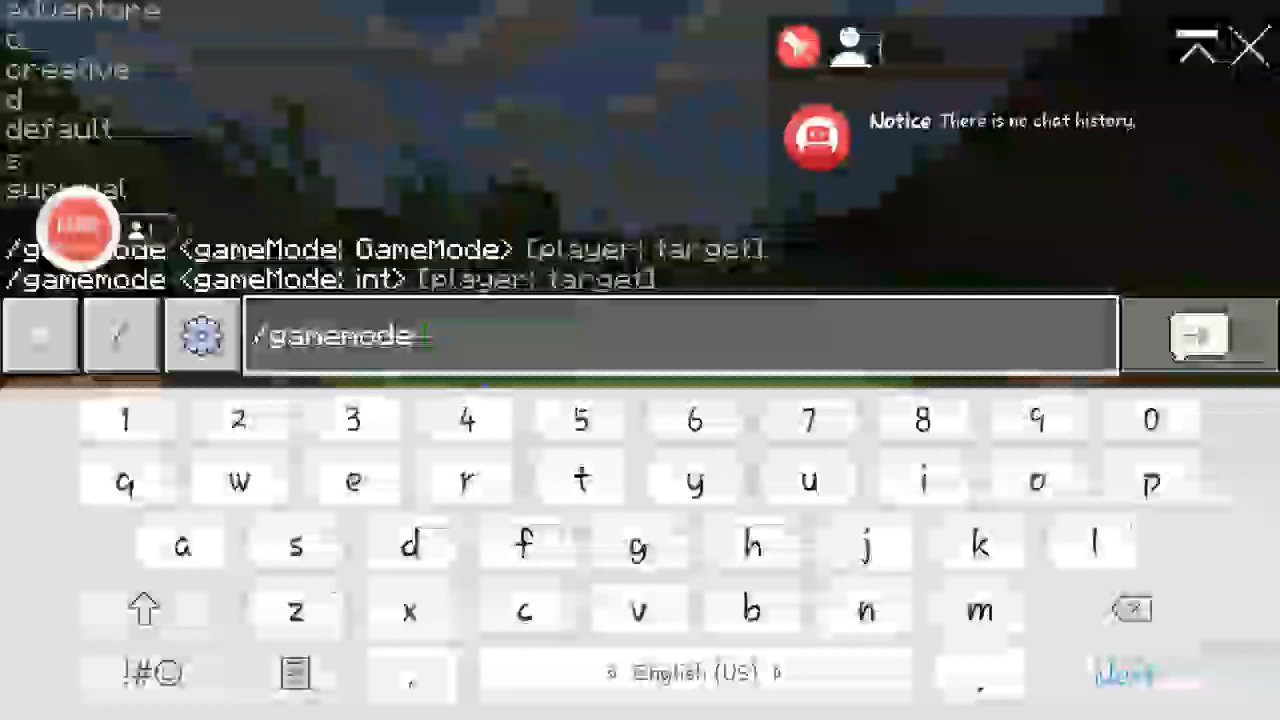 adventure
c
creative
d
default
s
survival
Notice There is no chat history.
/gamemode <gameMode: GameMode> [player: target]
/gamemode <gameMode: int> [player: target]
/
/gamemode
1 2 3 4 5 6 7 8 9 0
q w e r t y u i o p
a s d f g h j k l
z x c v b n m
!#☺ , English (US) . Next